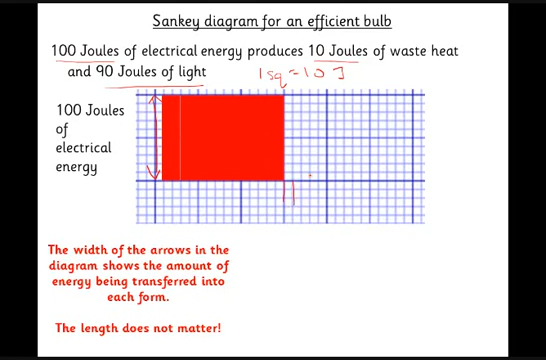 Sankey diagram for an efficient bulb
100 Joules of electrical energy produces 10 Joules of waste heat
and 90 Joules of light
1 sq = 10 J
100 Joules
of
electrical
energy
The width of the arrows in the
diagram shows the amount of
energy being transferred into
each form.
The length does not matter!